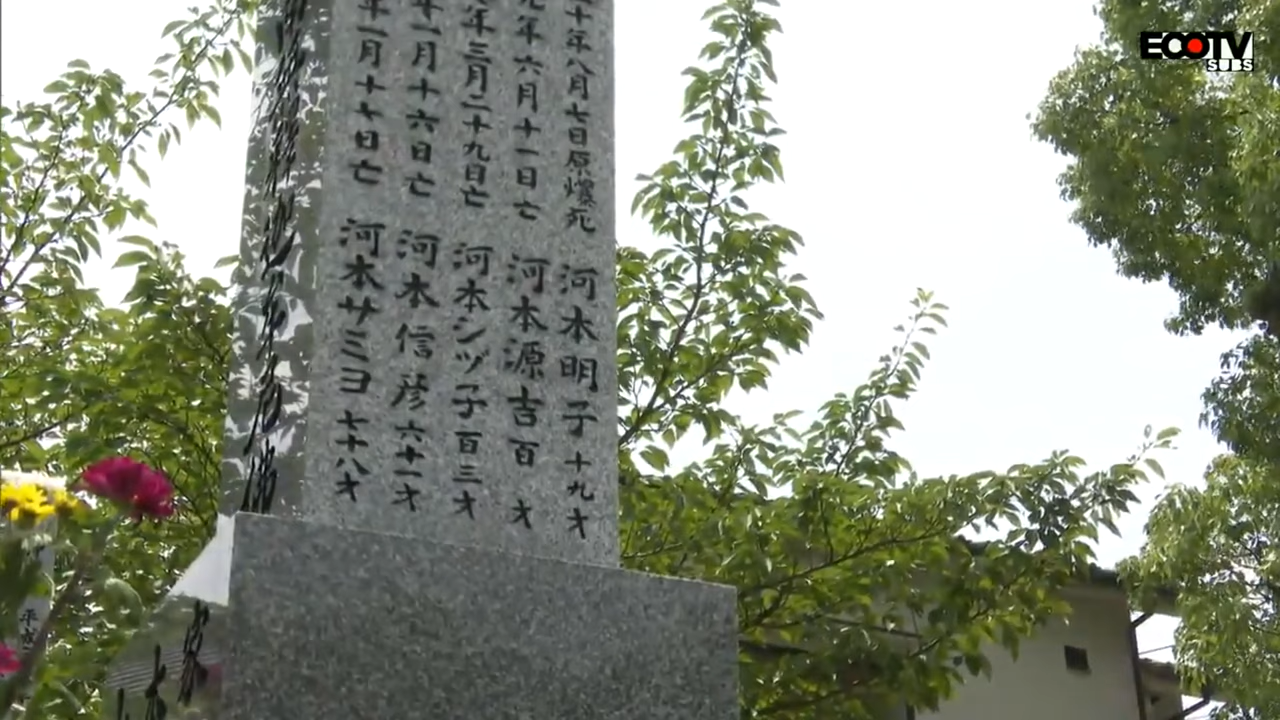 十年八月七日原爆死 河本明子 十九才
九年六月十一日亡 河本源吉 百才
年三月二十九日亡 河本シヅ子 百三才
年一月十六日亡 河本信彦 六十一才
年一月十七日亡 河本サミヨ 七十八才
平成
ECOTV
SUBS